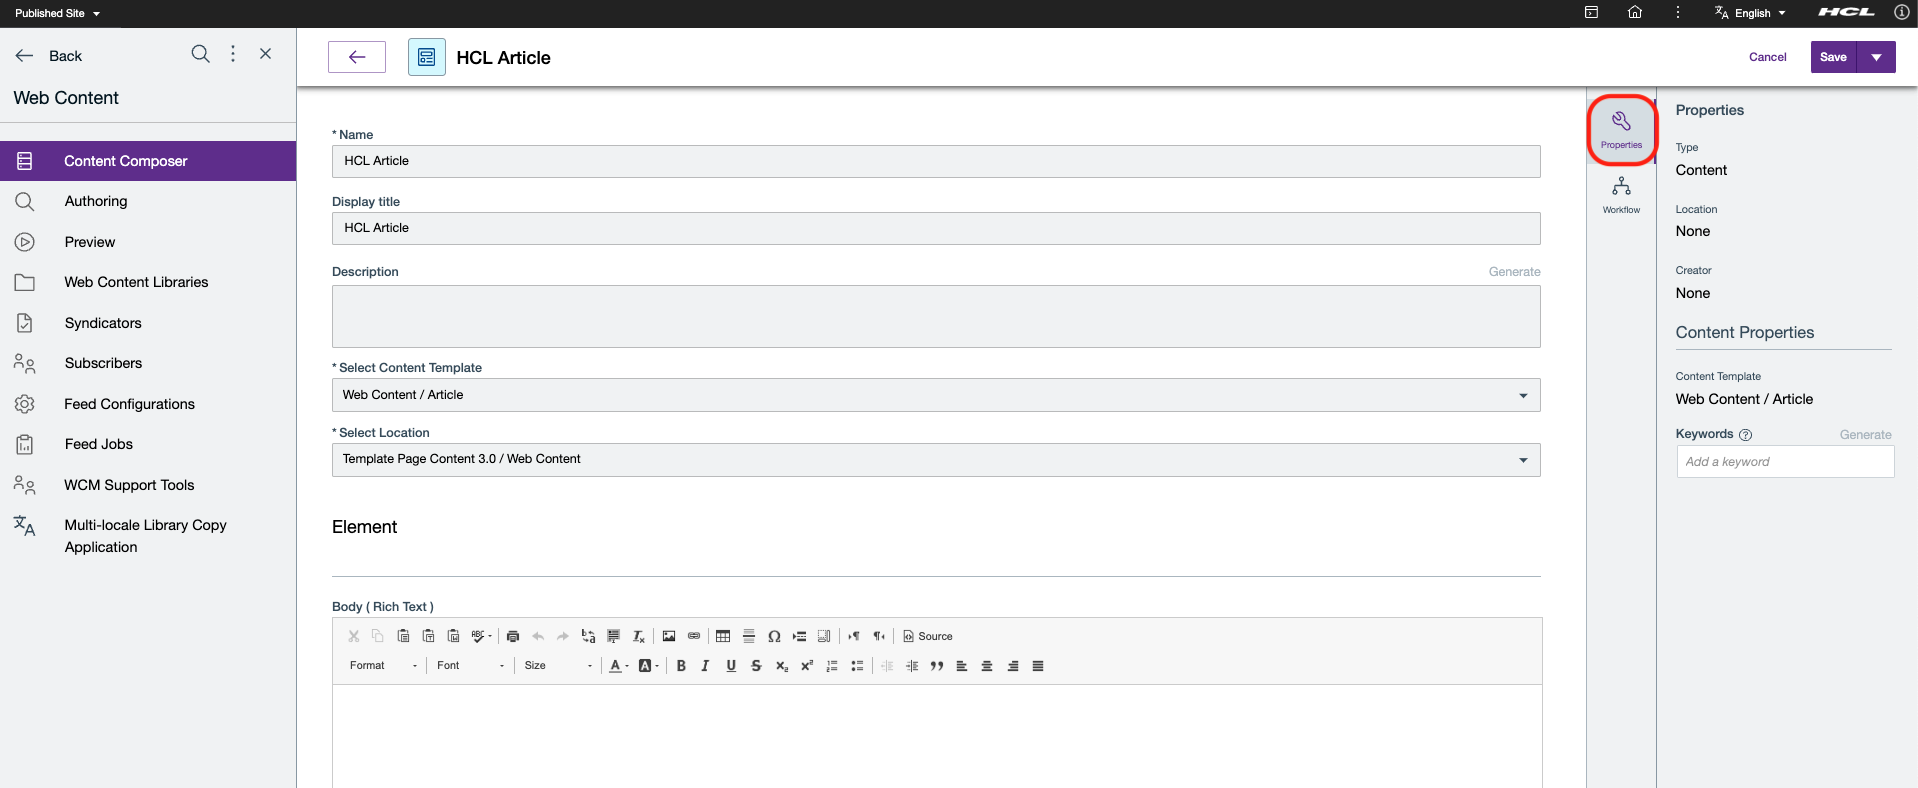 Published Site
English
HCL
Back
Web Content
Content Composer
Authoring
Preview
Web Content Libraries
Syndicators
Subscribers
Feed Configurations
Feed Jobs
WCM Support Tools
Multi-locale Library Copy
Application
HCL Article
Cancel
Save
* Name
HCL Article
Display title
HCL Article
Description
Generate
* Select Content Template
Web Content / Article
* Select Location
Template Page Content 3.0 / Web Content
Element
Body ( Rich Text )
Source
Format
Font
Size
Properties
Workflow
Properties
Type
Content
Location
None
Creator
None
Content Properties
Content Template
Web Content / Article
Keywords
Generate
Add a keyword